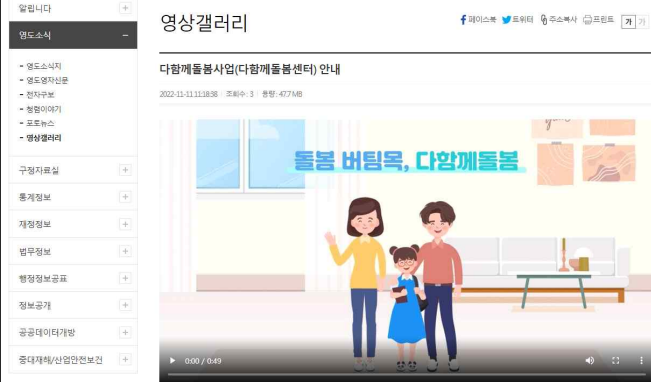 알립니다
영도소식
- 영도소식지
- 영도영자신문
- 전자구보
- 청렴이야기
- 포토뉴스
- 영상갤러리
구정자료실
통계정보
재정정보
법무정보
행정정보공표
정보공개
공공데이터개방
중대재해/산업안전보건
영상갤러리
페이스북 트위터 주소복사 프린트 가 가
다함께돌봄사업(다함께돌봄센터) 안내
2022-11-11 11:18:38 조회수 : 3 용량 : 47.7 MB
돌봄 버팀목, 다함께돌봄
0:00 / 0:49